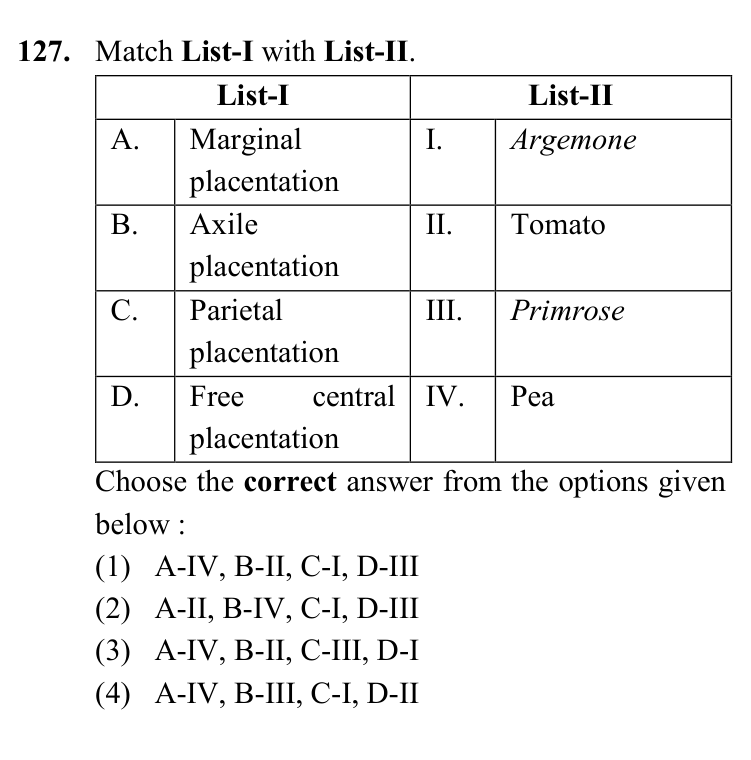 127. Match List-I with List-II.
List-I List-II
A. Marginal placentation I. Argemone
B. Axile placentation II. Tomato
C. Parietal placentation III. Primrose
D. Free central placentation IV. Pea
Choose the correct answer from the options given
below :
(1) A-IV, B-II, C-I, D-III
(2) A-II, B-IV, C-I, D-III
(3) A-IV, B-II, C-III, D-I
(4) A-IV, B-III, C-I, D-II